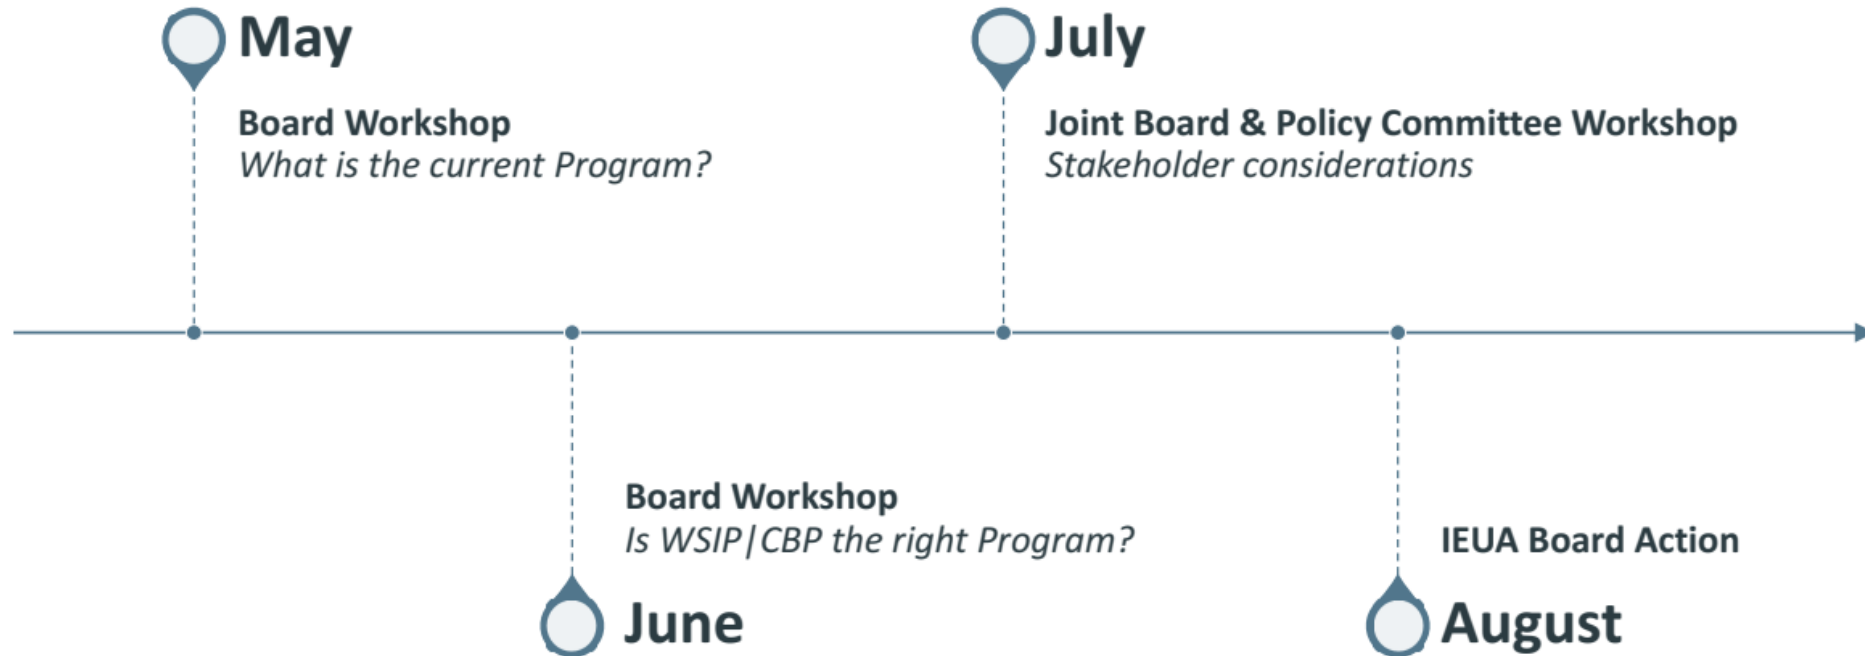 May
Board Workshop
What is the current Program?
June
Board Workshop
Is WSIP|CBP the right Program?
July
Joint Board & Policy Committee Workshop
Stakeholder considerations
August
IEUA Board Action